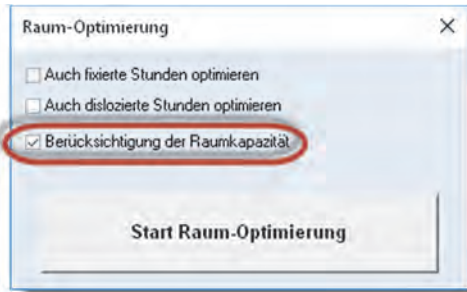 Raum-Optimierung
Auch fixierte Stunden optimieren
Auch dislozierte Stunden optimieren
Berücksichtigung der Raumkapazität
Start Raum-Optimierung